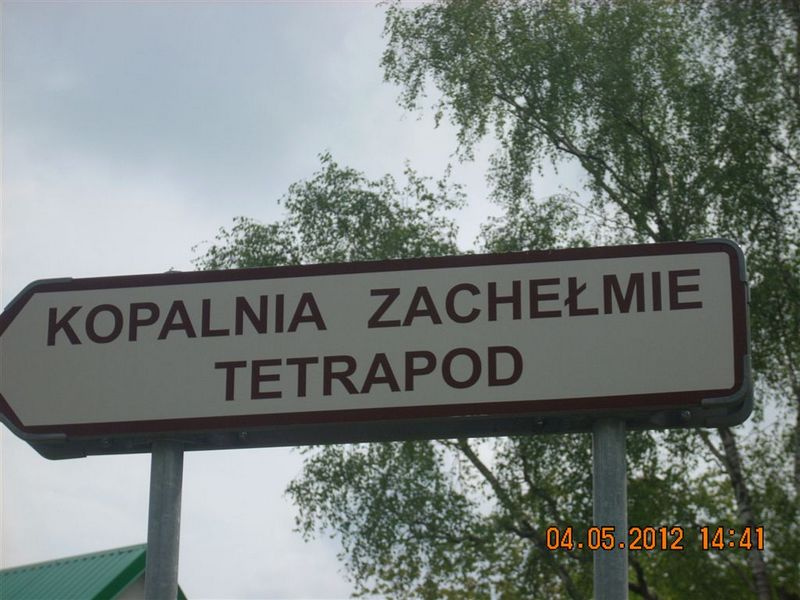 KOPALNIA ZACHEŁMIE
TETRAPOD
04.05.2012 14:41